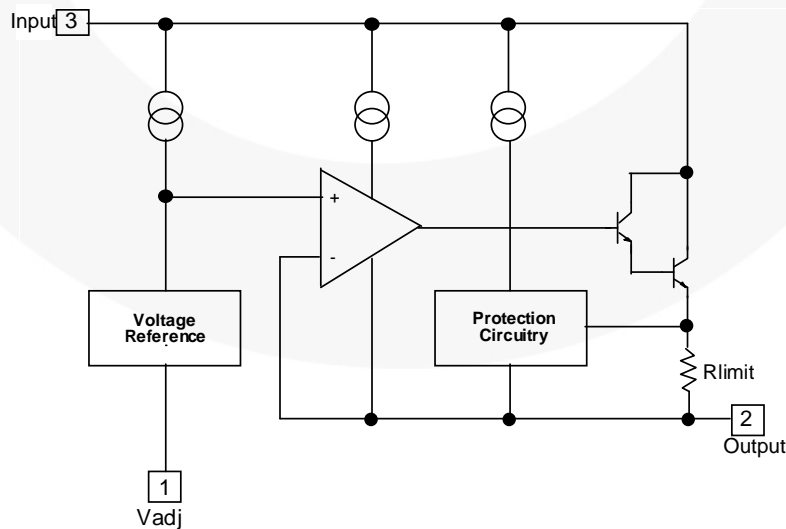 Input 3
+
-
Voltage
Reference
.
Protection
Circuitry
Rlimit
2
Output
1
Vadj